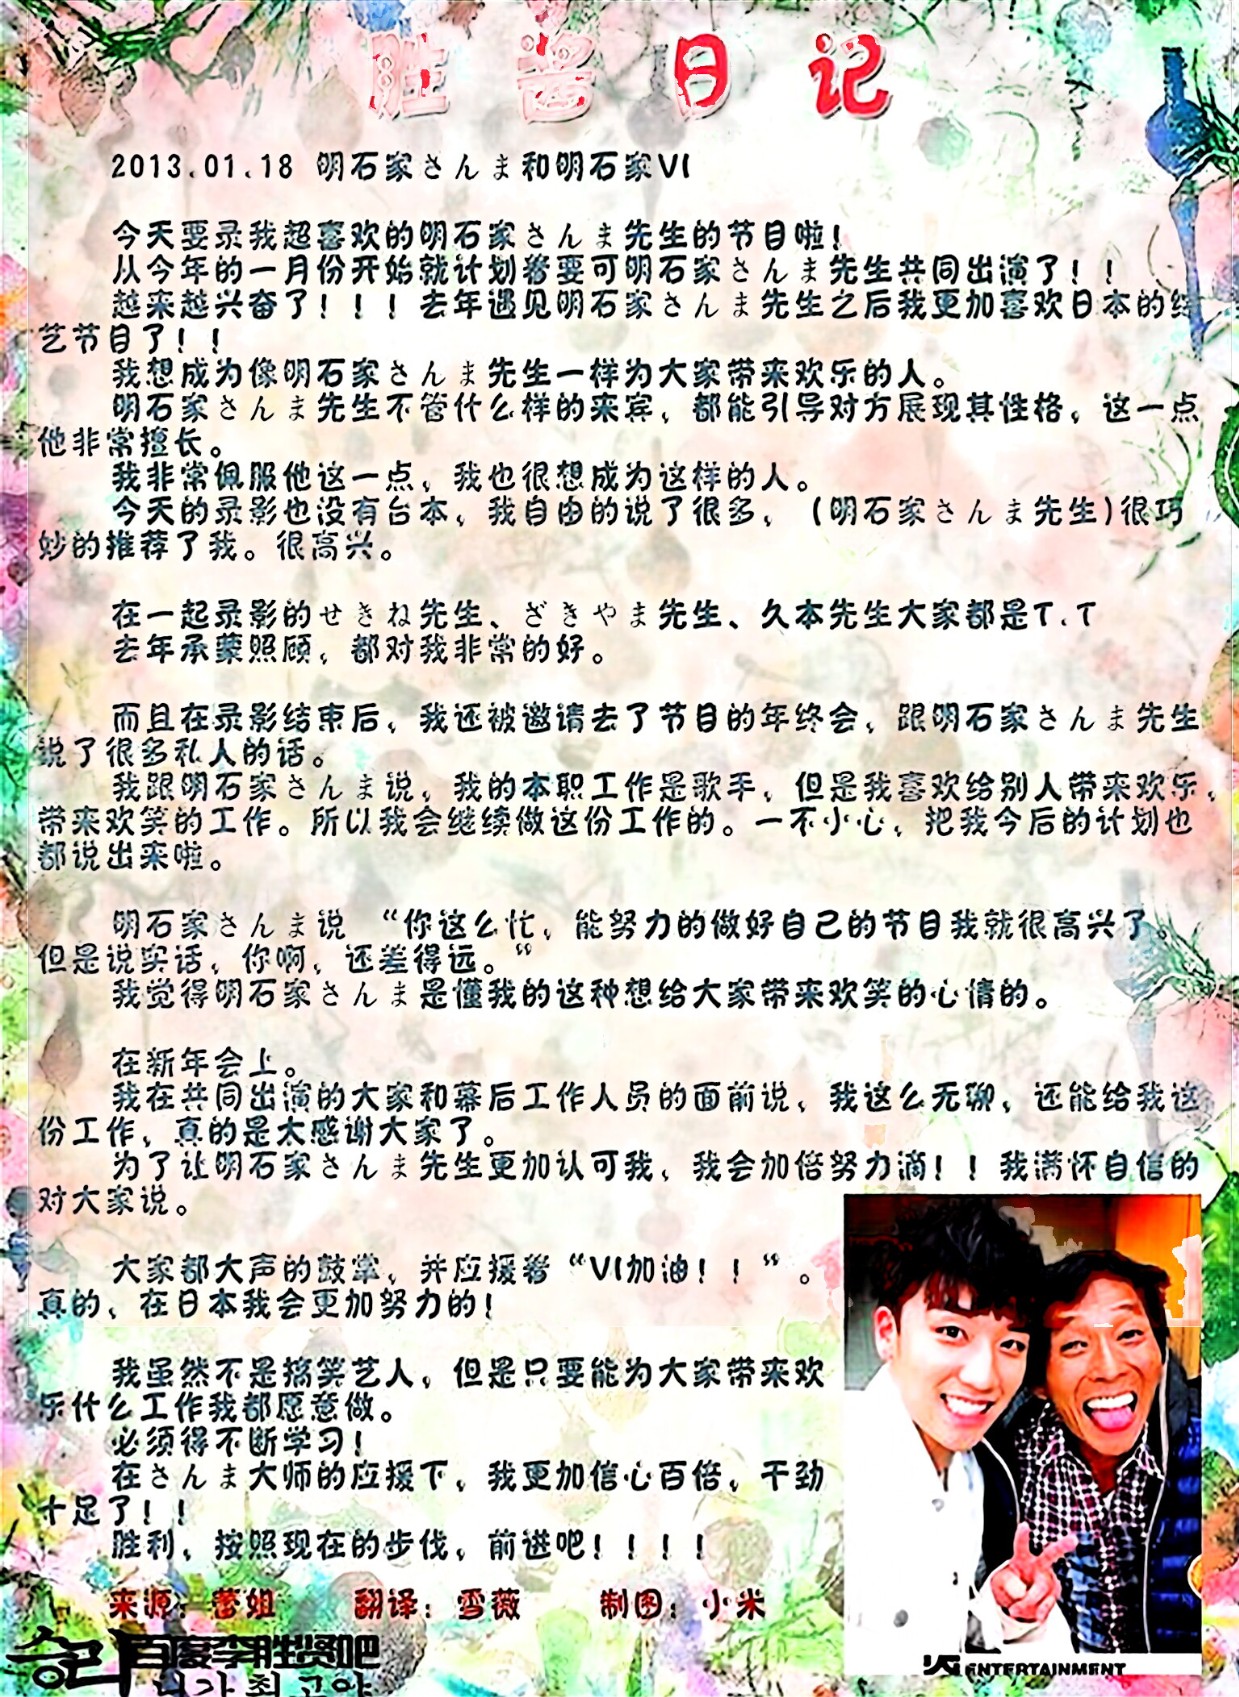 胜酱日记
2013.01.18 明石家さんま和明石家VI
今天要录我超喜欢的明石家さんま先生的节目啦！
从今年的一月份开始就计划着要可明石家さんま先生共同出演了！！
越来越兴奋了！！！去年遇见明石家さんま先生之后我更加喜欢日本的综
艺节目了！！
我想成为像明石家さんま先生一样为大家带来欢乐的人。
明石家さんま先生不管什么样的来宾，都能引导对方展现其性格，这一点
他非常擅长。
我非常佩服他这一点，我也很想成为这样的人。
今天的录影也没有台本，我自由的说了很多，(明石家さんま先生)很巧
妙的推荐了我。很高兴。
在一起录影的せきね先生、ざきやま先生、久本先生大家都是T.T
去年承蒙照顾，都对我非常的好。
而且在录影结束后，我还被邀请去了节目的年终会，跟明石家さんま先生
说了很多私人的话。
我跟明石家さんま说，我的本职工作是歌手，但是我喜欢给别人带来欢乐，
带来欢笑的工作。所以我会继续做这份工作的。一不小心，把我今后的计划也
都说出来啦。
明石家さんま说 “你这么忙，能努力的做好自己的节目我就很高兴了。
但是说实话，你啊，还差得远。“
我觉得明石家さんま是懂我的这种想给大家带来欢笑的心情的。
在新年会上。
我在共同出演的大家和幕后工作人员的面前说，我这么无聊，还能给我这
份工作，真的是太感谢大家了。
为了让明石家さんま先生更加认可我，我会加倍努力滴！！我满怀自信的
对大家说。
大家都大声的鼓掌，并应援着“VI加油！！”。
真的，在日本我会更加努力的！
我虽然不是搞笑艺人，但是只要能为大家带来欢
乐什么工作我都愿意做。
必须得不断学习！
在さんま大师的应援下，我更加信心百倍，干劲
十足了！！
胜利，按照现在的步伐，前进吧！！！！
来源：蕾姐 翻译：雪薇 制图：小米
승리 百度李胜贤吧
니가 최고야
YG ENTERTAINMENT